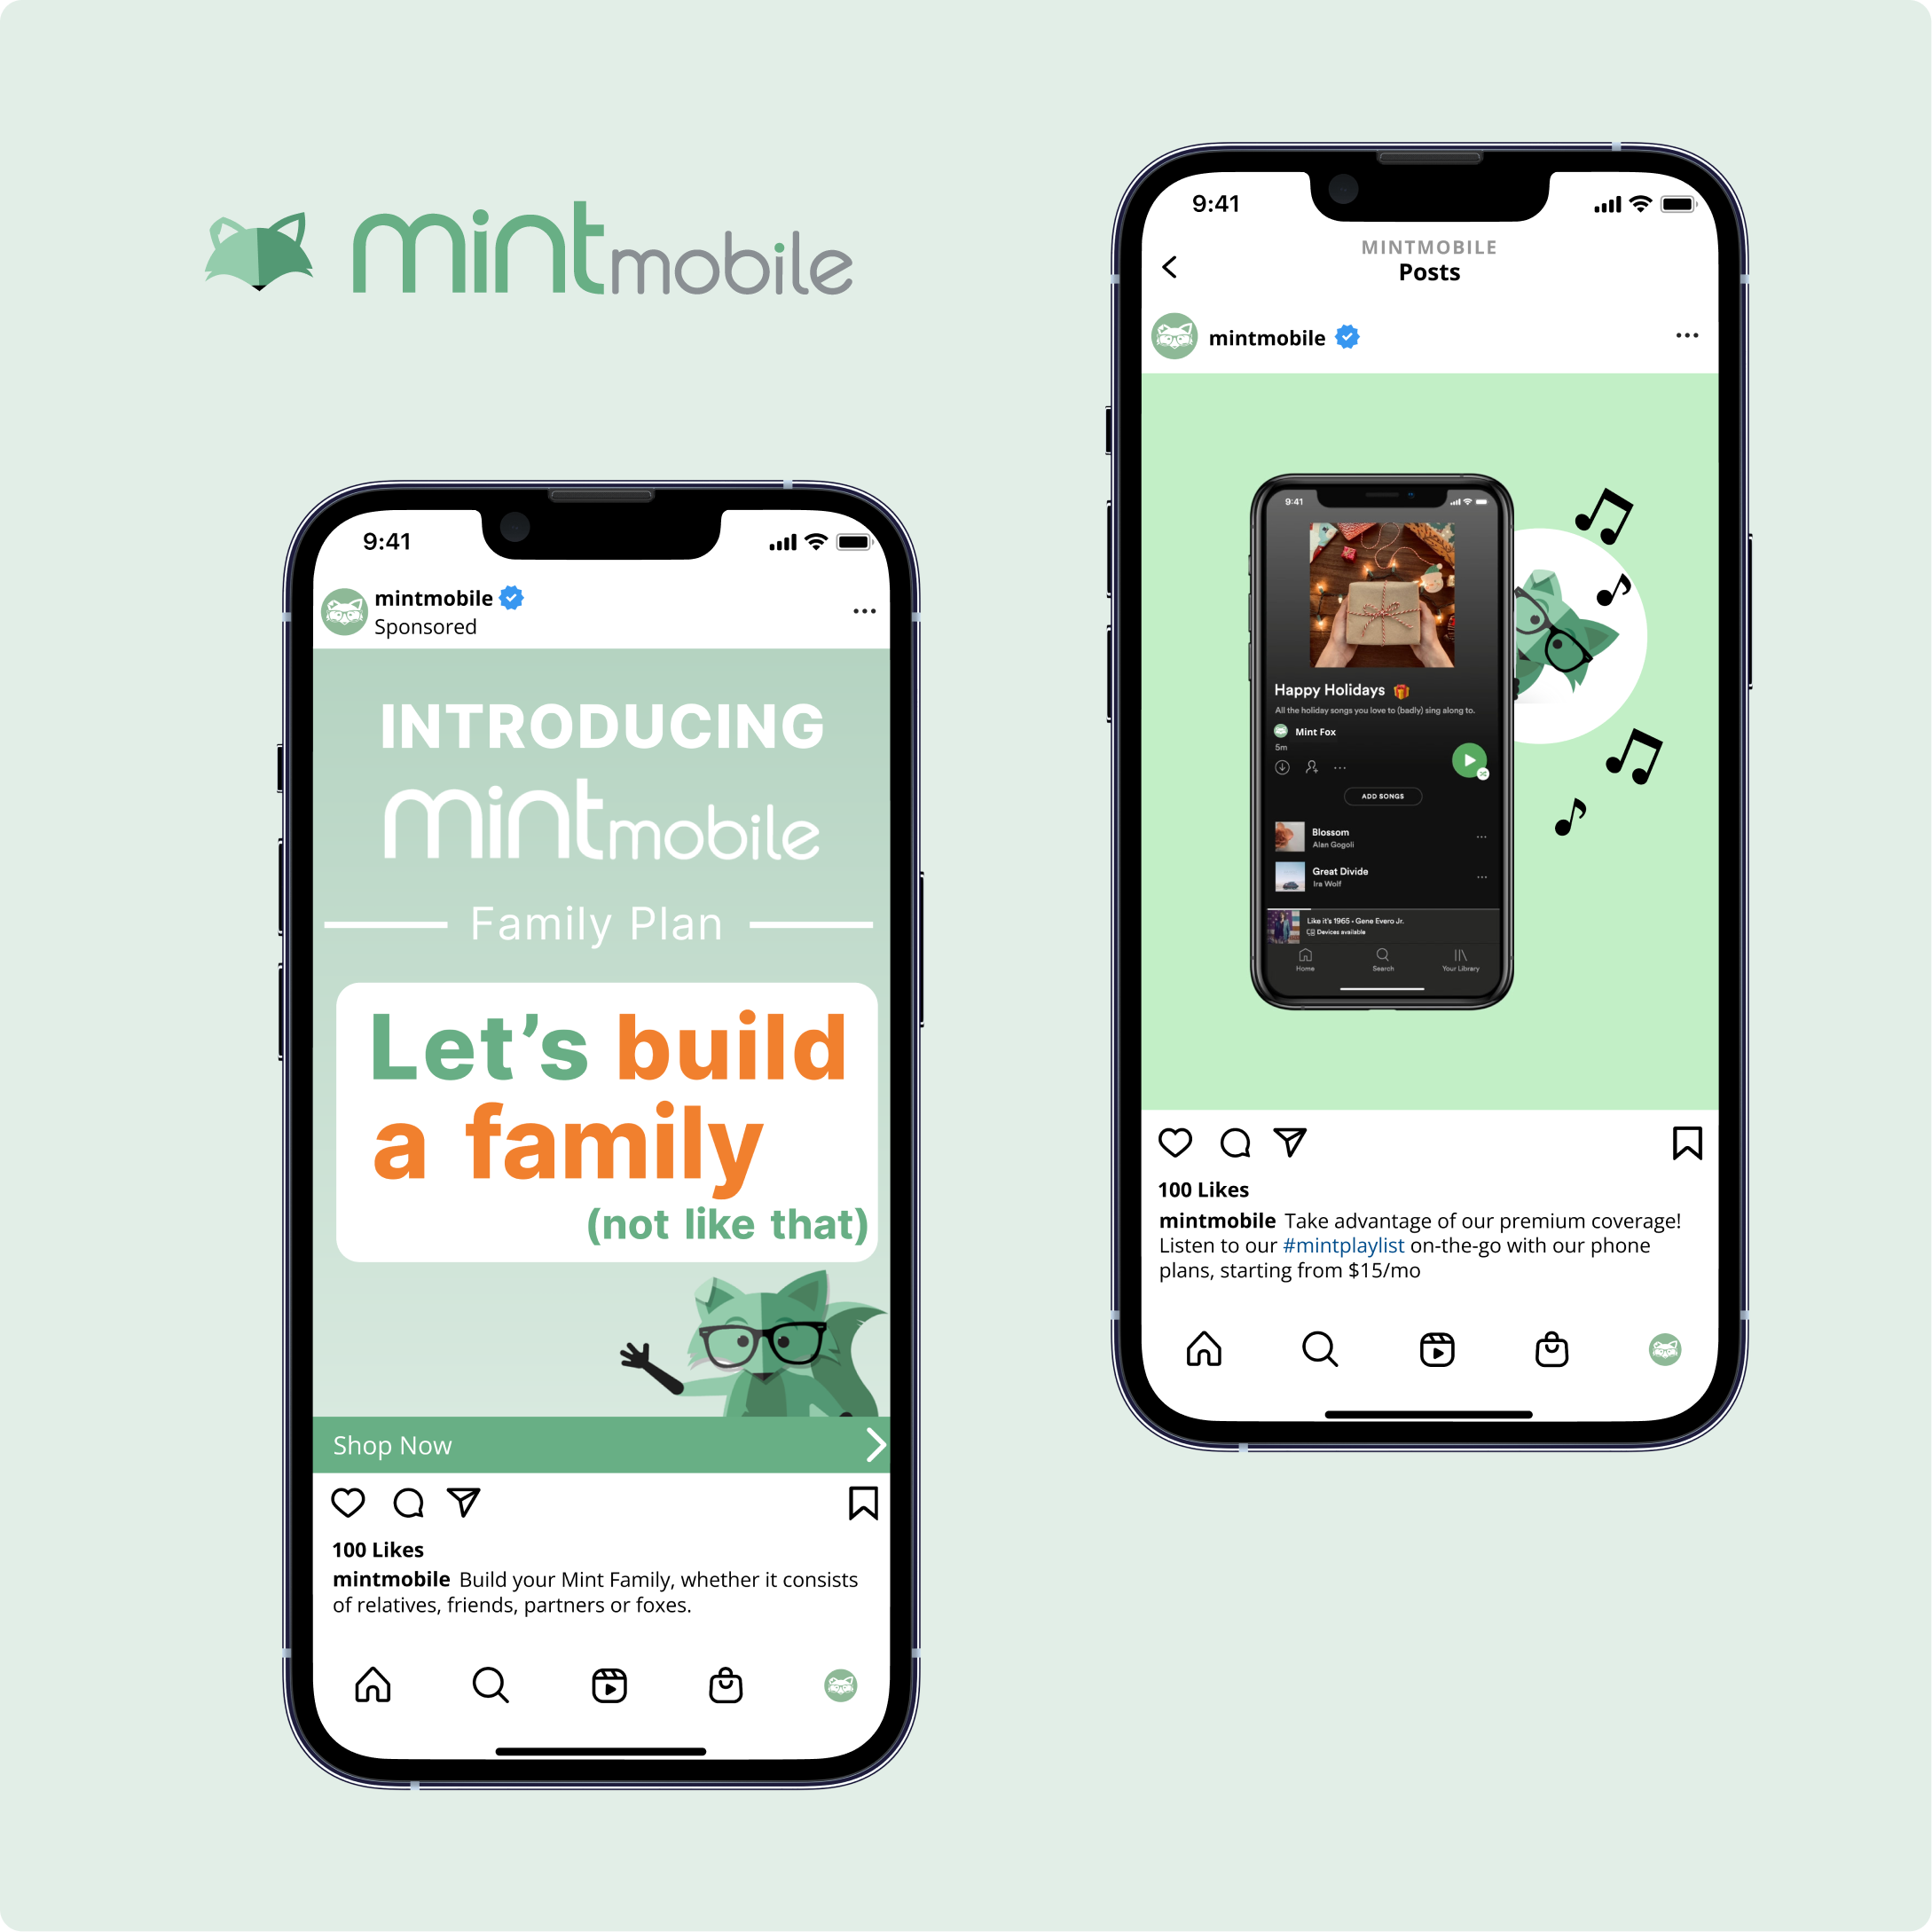 mintmobile
9:41
mintmobile
Sponsored
INTRODUCING
mintmobile
Family Plan
Let’s build
a family
(not like that)
Shop Now
100 Likes
mintmobile Build your Mint Family, whether it consists
of relatives, friends, partners or foxes.
9:41
MINTMOBILE
Posts
mintmobile
9:41
Happy Holidays
All the holiday songs you love to (badly) sing along to.
Mint Fox
5m
ADD SONGS
Blossom
Alan Gogoli
Great Divide
Ira Wolf
Like it's 1965 • Gene Evero Jr.
Devices available
Home Search Your Library
100 Likes
mintmobile Take advantage of our premium coverage!
Listen to our #mintplaylist on-the-go with our phone
plans, starting from $15/mo